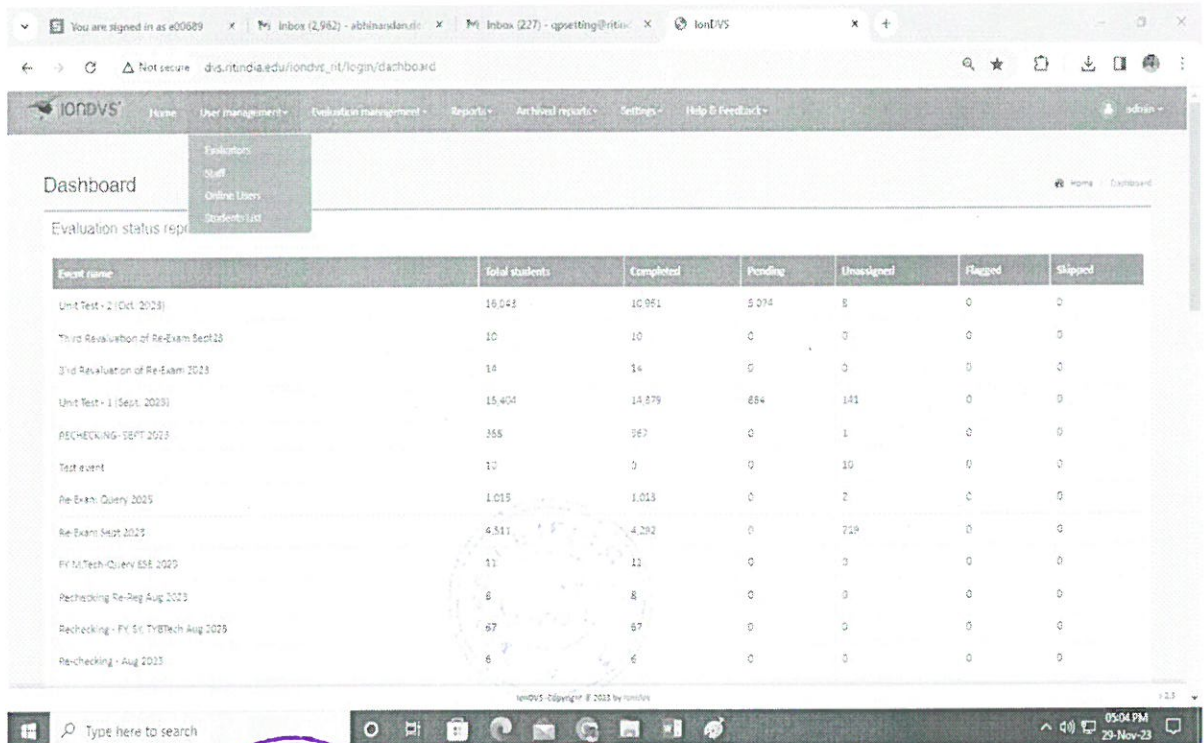 You are signed in as e00689
Inbox (2,962) - abhinandan.de
Inbox (227) - qpsetting@ritinc
IonDVS
Not secure dvs.ritindia.edu/iondvs_rit/login/dashboard
IONDVS Home User management Evaluation management Reports Archived reports Settings Help & Feedback admin
Evaluators
Staff
Online Users
Students List
Dashboard
Home / Dashboard
Evaluation status repo
Event name Total students Completed Pending Unassigned Flagged Skipped
Unit Test - 2 (Oct. 2023) 16,043 10,961 5,074 8 0 0
Third Revaluation of Re-Exam Sept23 10 10 0 0 0 0
3rd Revaluation of Re-Exam 2023 14 14 0 0 0 0
Unit Test - 1 (Sept. 2023) 15,404 14,579 684 141 0 0
RECHECKING- SEPT 2023 0 1 0 0
Test event 10 0 0 10 0 0
Re-Exam Query 2023 1,015 1,013 0 2 0 0
Re-Exam Sept 2023 4,511 4,292 0 219 0 0
FY M.Tech-Query ESE 2023 11 11 0 0 0 0
Rechecking Re-Reg Aug 2023 8 8 0 0 0 0
Rechecking - FY, SY, TYBTech Aug 2023 67 67 0 0 0 0
Re-checking - Aug 2023 6 6 0 0 0 0
IonDVS Copyright © 2023 by IonIdea
Type here to search
05:04 PM
29-Nov-23